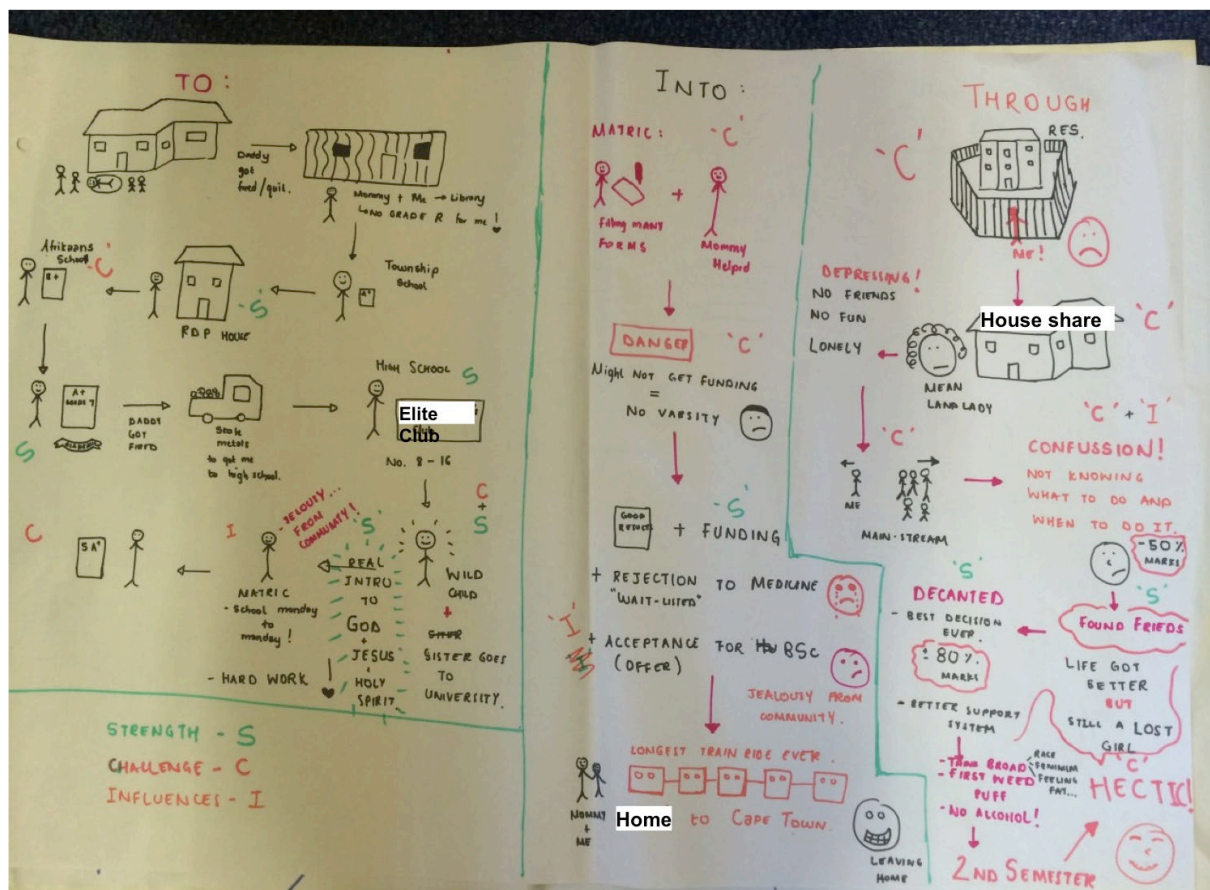 TO:
Daddy
got
fired/quit.
Mommy + Me → Library
↳ NO GRADE R for me!
Afrikaans
School
-C
B+
RDP HOUSE
-S
Township
School
A+
A+
GRADE 7
S
DADDY
GOT
FIRED
Stole
metals
to get me
to high school.
HIGH SCHOOL
S
Elite
Club
No. 8 - 16
C
+
S
WILD
CHILD
+
SISTER GOES
TO
UNIVERSITY.
'S'
REAL
INTRO
TO
GOD
+
JESUS
+
HOLY
SPIRIT
- JELOUSY...
FROM
COMMUNITY!
I
MATRIC
- School monday
to
monday!
- HARD WORK
C
5 A+
STRENGTH - S
CHALLENGE - C
INFLUENCES - I
INTO:
MATRIC: 'C'
+
Filling MANY
FORMS
Mommy
Helped
DANGER 'C'
Might NOT GET FUNDING
=
NO VARSITY
-S'
GOOD
RESULTS
+ FUNDING
+ REJECTION TO MEDICINE
"WAIT-LISTED"
'I'
+ ACCEPTANCE FOR BSC
(OFFER)
JEALOUSY FROM
COMMUNITY.
LONGEST TRAIN RIDE EVER.
MOMMY
+
ME
Home to CAPE TOWN.
LEAVING
HOME
THROUGH
'C'
RES.
ME!
House share
'C'
MEAN
LANDLADY
DEPRESSING!
NO FRIENDS
NO FUN
LONELY
'C'
ME
MAIN-STREAM
'C' + 'I'
CONFUSSION!
NOT KNOWING
WHAT TO DO AND
WHEN TO DO IT.
-50%
MARKS
'S'
FOUND FRIEDS
LIFE GOT
BETTER
BUT
STILL A LOST
GIRL
'S'
DECANTED
- BEST DECISION
EVER.
± 80%
MARKS
- BETTER SUPPORT
SYSTEM
- THINK BROAD
RACE
FEMINISM
FEELING
FAT...
- FIRST WEED
PUFF
- NO ALCOHOL!
2ND SEMESTER
'C'
HECTIC!